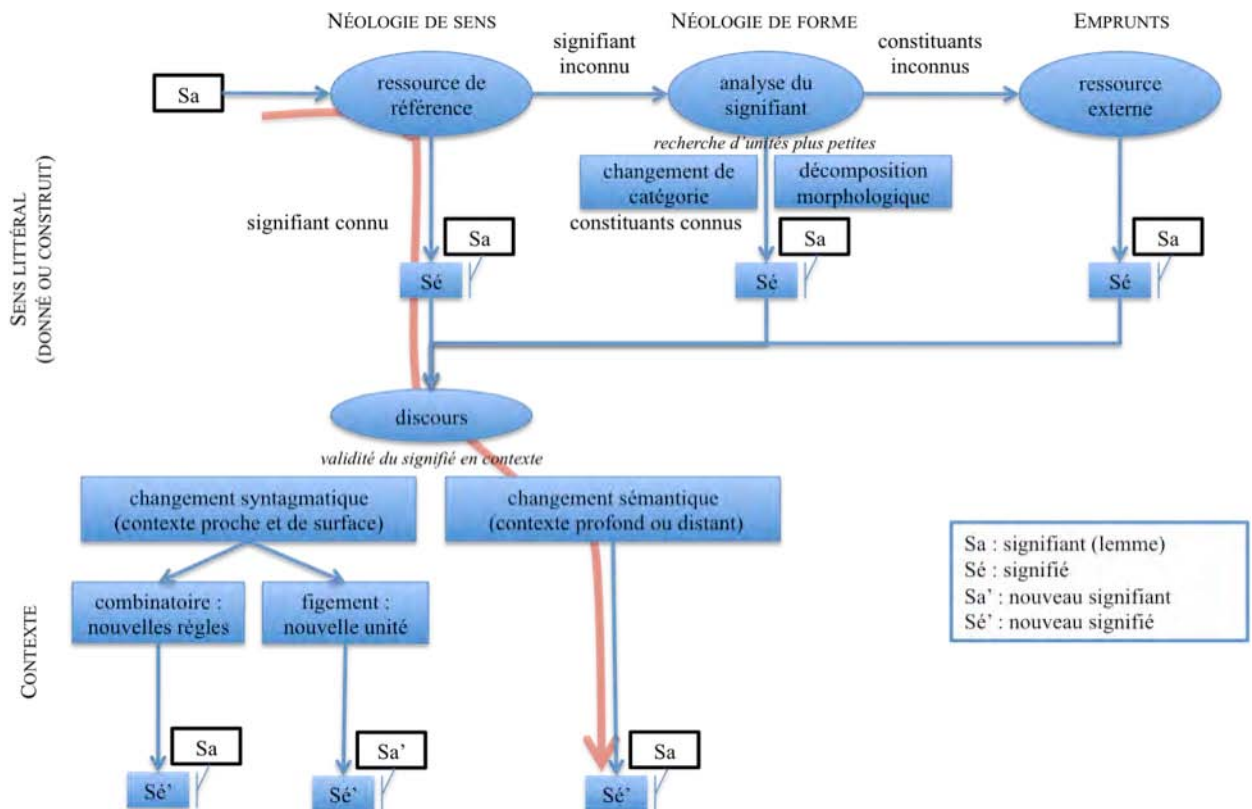 NÉOLOGIE DE SENS
NÉOLOGIE DE FORME
EMPRUNTS
Sa
ressource de
référence
signifiant
inconnu
analyse du
signifiant
constituants
inconnus
ressource
externe
recherche d'unités plus petites
changement de
catégorie
décomposition
morphologique
SENS LITTÉRAL
(DONNÉ OU CONSTRUIT)
signifiant connu
constituants connus
Sa
Sé
Sa
Sé
Sa
Sé
discours
validité du signifié en contexte
changement syntagmatique
(contexte proche et de surface)
changement sémantique
(contexte profond ou distant)
CONTEXTE
combinatoire :
nouvelles règles
figement :
nouvelle unité
Sa
Sé’
Sa’
Sé’
Sa
Sé’
Sa : signifiant (lemme)
Sé : signifié
Sa’ : nouveau signifiant
Sé’ : nouveau signifié